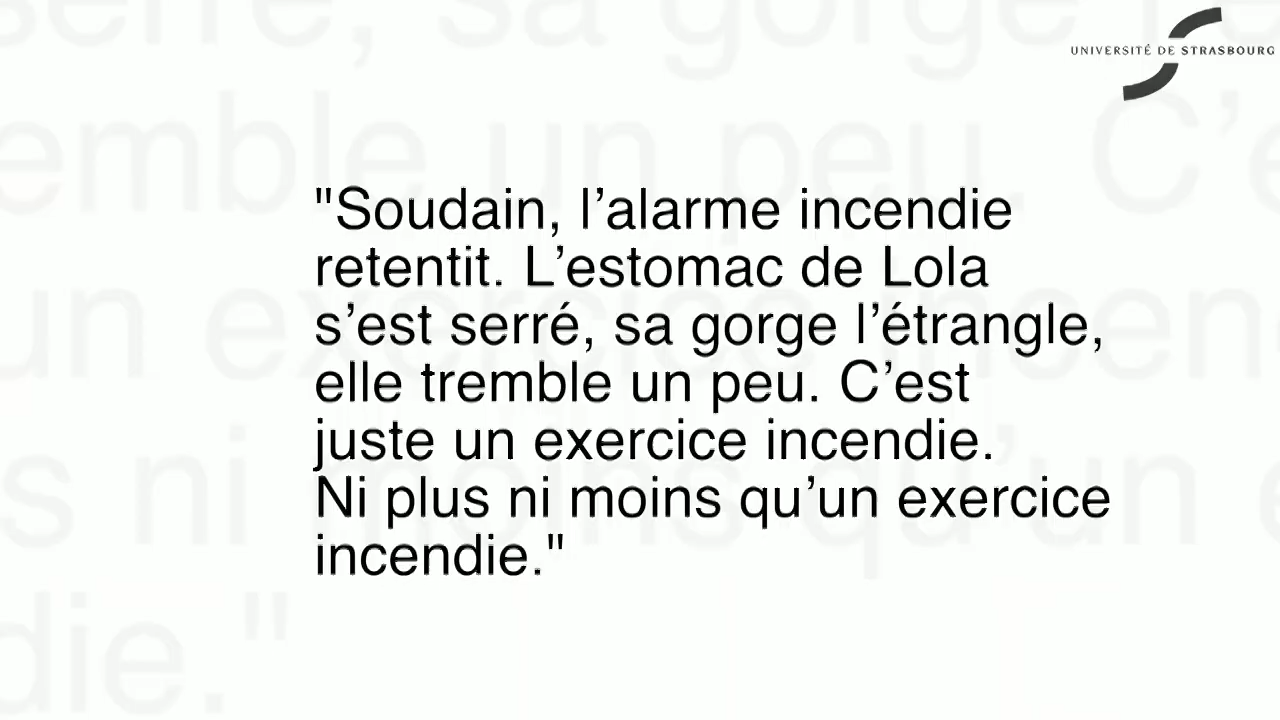 UNIVERSITÉ DE STRASBOURG
"Soudain, l’alarme incendie
retentit. L’estomac de Lola
s’est serré, sa gorge l’étrangle,
elle tremble un peu. C’est
juste un exercice incendie.
Ni plus ni moins qu’un exercice
incendie."